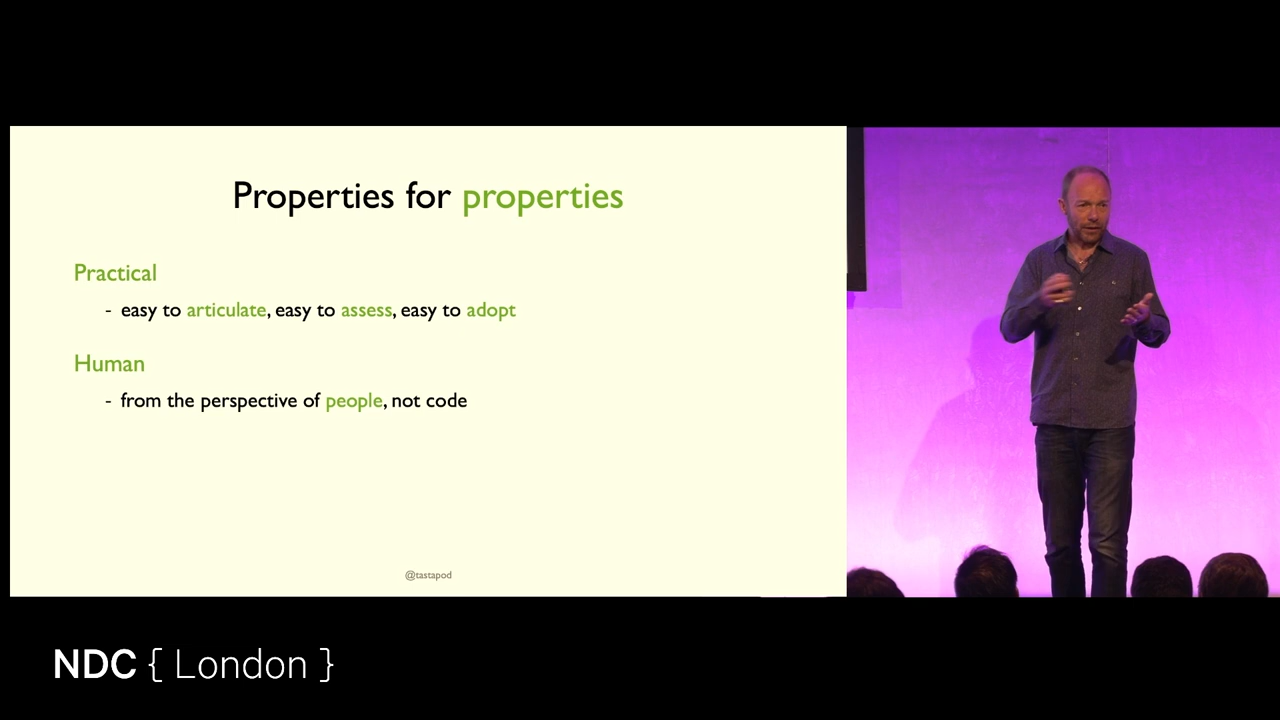 Properties for properties
Practical
- easy to articulate, easy to assess, easy to adopt
Human
- from the perspective of people, not code
@tastapod
NDC { London }